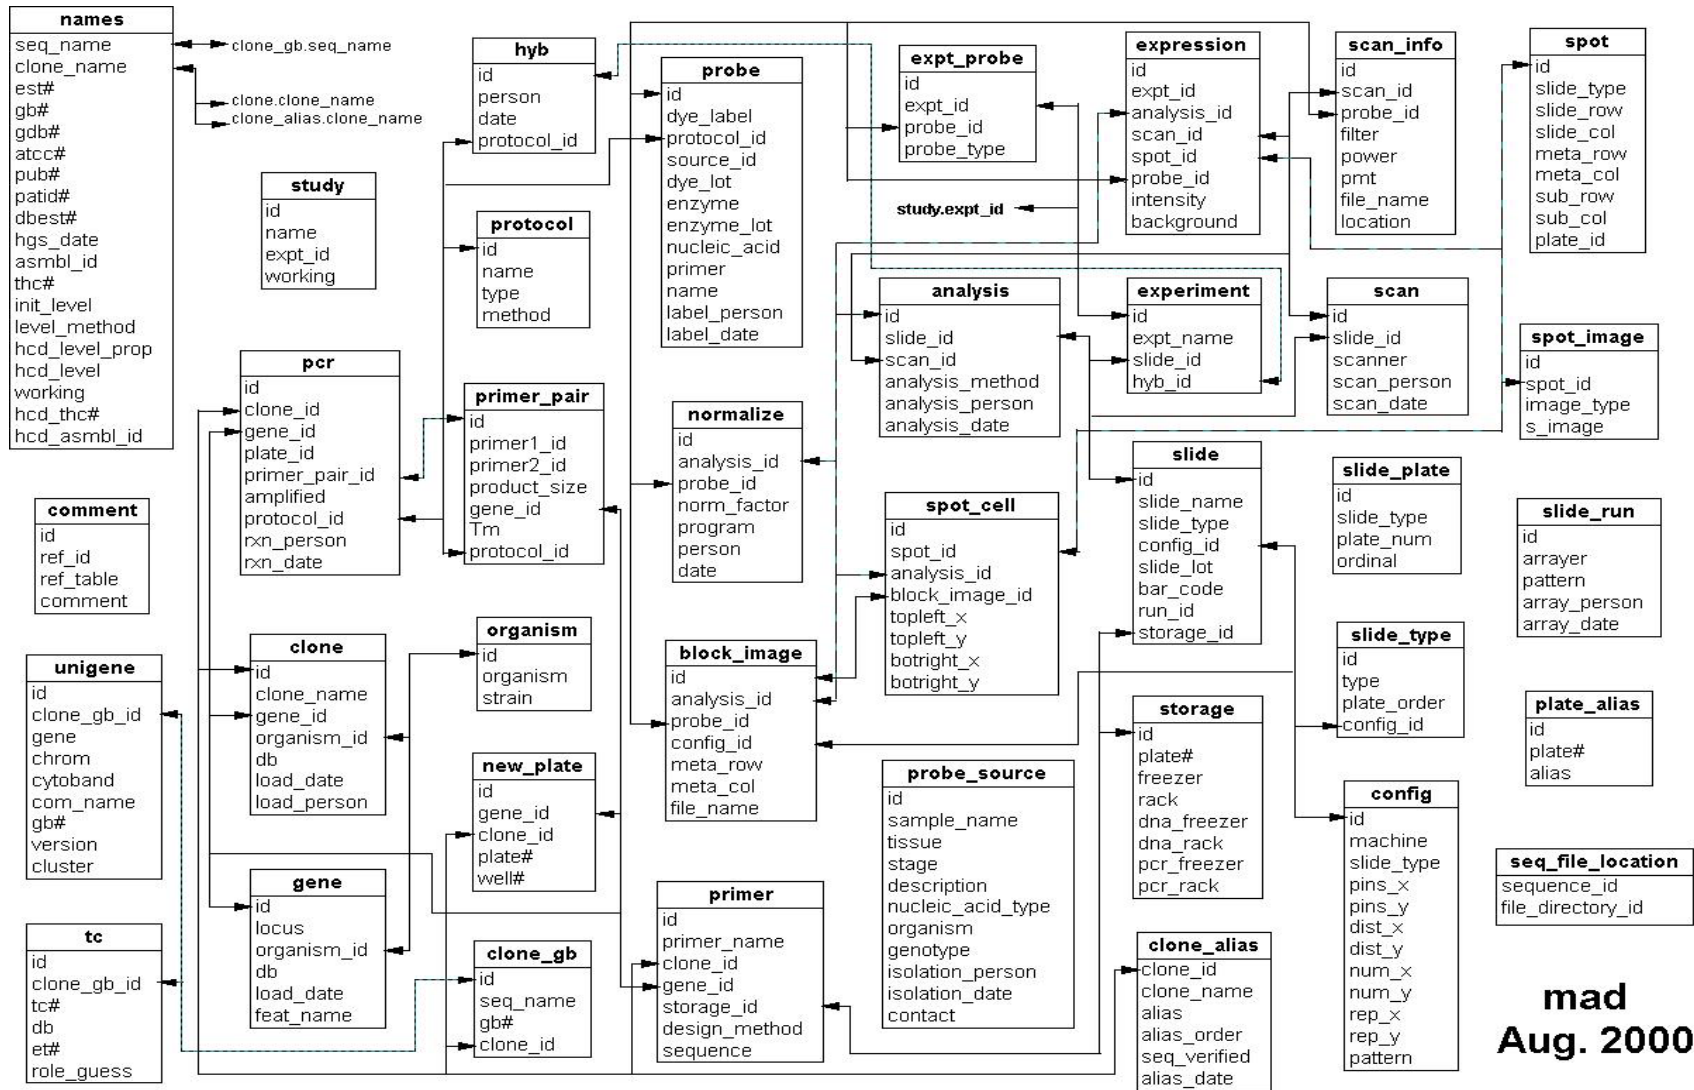 names
seq_name
clone_name
est#
gb#
gdb#
atcc#
pub#
patid#
dbest#
hgs_date
asmbl_id
thc#
init_level
level_method
hcd_level_prop
hcd_level
working
hcd_thc#
hcd_asmbl_id
clone_gb.seq_name
clone.clone_name
clone_alias.clone_name
hyb
id
person
date
protocol_id
probe
id
dye_label
protocol_id
source_id
dye_lot
enzyme
enzyme_lot
nucleic_acid
primer
name
label_person
label_date
expt_probe
id
expt_id
probe_id
probe_type
expression
id
expt_id
analysis_id
scan_id
spot_id
probe_id
intensity
background
scan_info
id
scan_id
probe_id
filter
power
pmt
file_name
location
spot
id
slide_type
slide_row
slide_col
meta_row
meta_col
sub_row
sub_col
plate_id
study
id
name
expt_id
working
protocol
id
name
type
method
study.expt_id
analysis
id
slide_id
scan_id
analysis_method
analysis_person
analysis_date
experiment
id
expt_name
slide_id
hyb_id
scan
id
slide_id
scanner
scan_person
scan_date
spot_image
id
spot_id
image_type
s_image
pcr
id
clone_id
gene_id
plate_id
primer_pair_id
amplified
protocol_id
rxn_person
rxn_date
primer_pair
id
primer1_id
primer2_id
product_size
gene_id
Tm
protocol_id
normalize
id
analysis_id
probe_id
norm_factor
program
person
date
spot_cell
id
spot_id
analysis_id
block_image_id
topleft_x
topleft_y
botright_x
botright_y
slide
id
slide_name
slide_type
config_id
slide_lot
bar_code
run_id
storage_id
slide_plate
id
slide_type
plate_num
ordinal
slide_run
id
arrayer
pattern
array_person
array_date
comment
id
ref_id
ref_table
comment
unigene
id
clone_gb_id
gene
chrom
cytoband
com_name
gb#
version
cluster
clone
id
clone_name
gene_id
organism_id
db
load_date
load_person
organism
id
organism
strain
block_image
id
analysis_id
probe_id
config_id
meta_row
meta_col
file_name
slide_type
id
type
plate_order
config_id
storage
id
plate#
freezer
rack
dna_freezer
dna_rack
pcr_freezer
pcr_rack
plate_alias
id
plate#
alias
new_plate
id
gene_id
clone_id
plate#
well#
probe_source
id
sample_name
tissue
stage
description
nucleic_acid_type
organism
genotype
isolation_person
isolation_date
contact
config
id
machine
slide_type
pins_x
pins_y
dist_x
dist_y
num_x
num_y
rep_x
rep_y
pattern
seq_file_location
sequence_id
file_directory_id
tc
id
clone_gb_id
tc#
db
et#
role_guess
gene
id
locus
organism_id
db
load_date
feat_name
clone_gb
id
seq_name
gb#
clone_id
primer
id
primer_name
clone_id
gene_id
storage_id
design_method
sequence
clone_alias
clone_id
clone_name
alias
alias_order
seq_verified
alias_date
mad
Aug. 2000